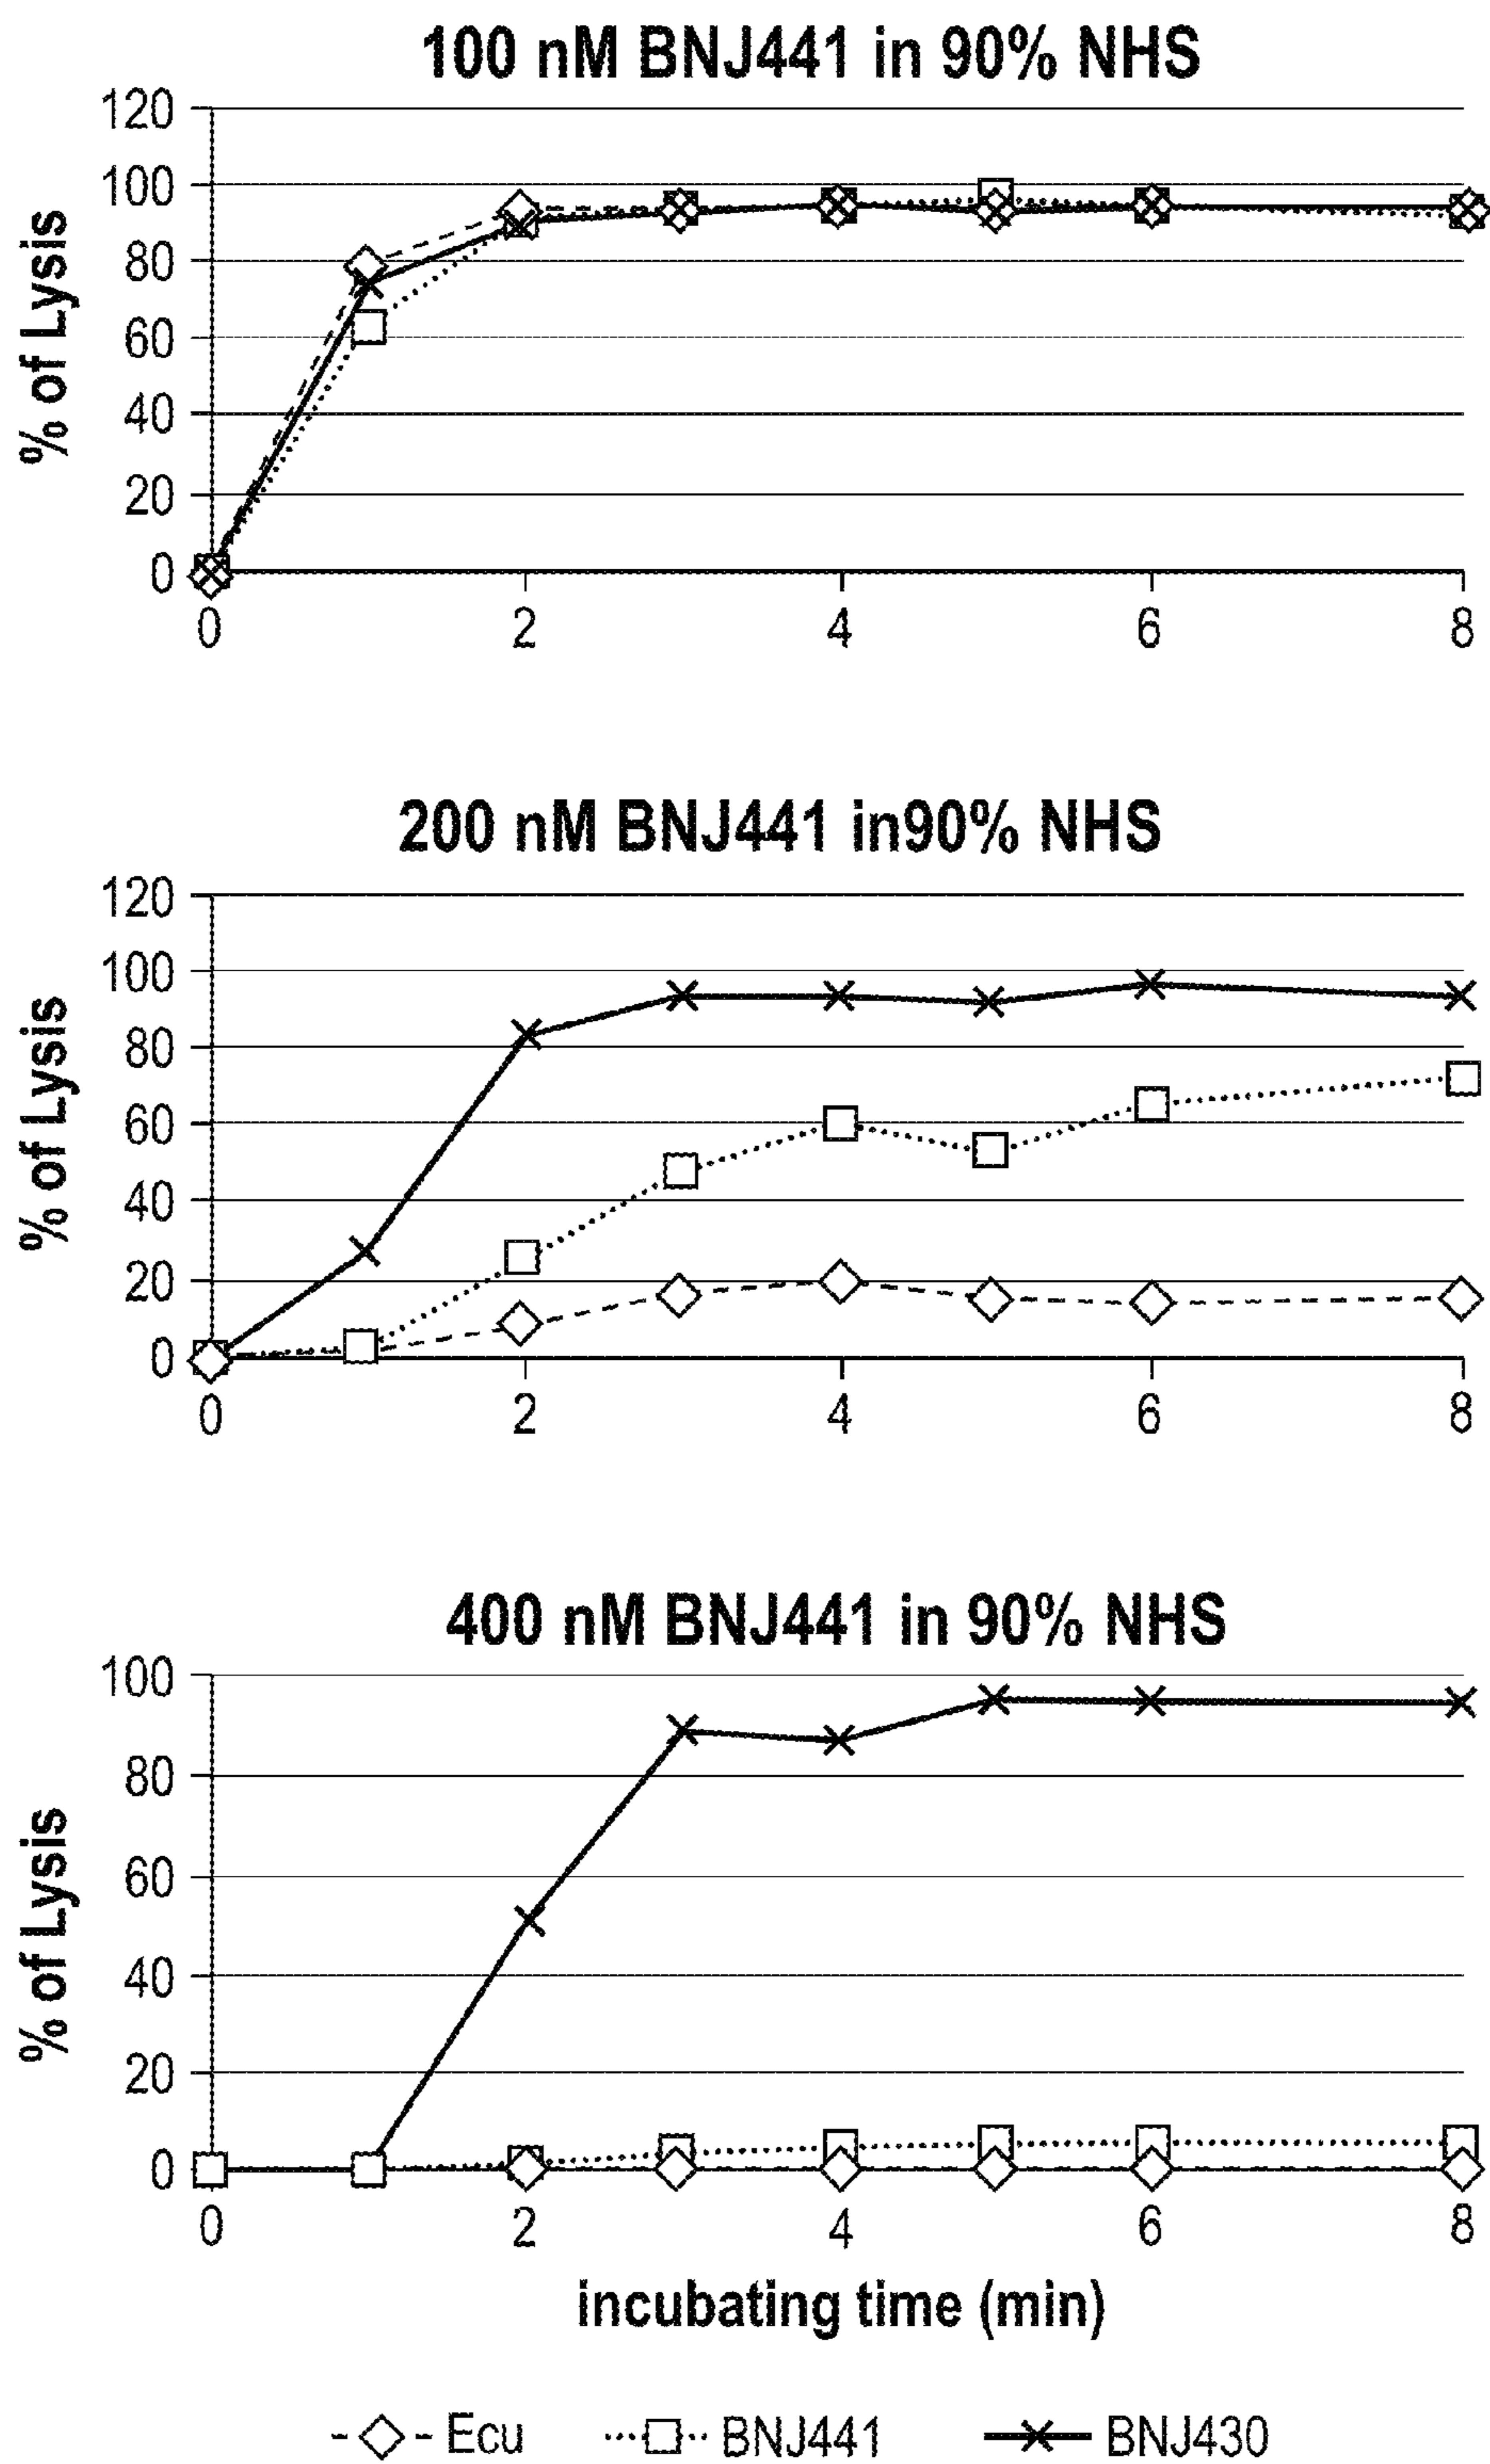 100 nM BNJ441 in 90% NHS
% of Lysis
120
100
80
60
40
20
0
0 2 4 6 8
200 nM BNJ441 in90% NHS
% of Lysis
120
100
80
60
40
20
0
0 2 4 6 8
400 nM BNJ441 in 90% NHS
% of Lysis
100
80
60
40
20
0
0 2 4 6 8
incubating time (min)
Ecu BNJ441 BNJ430